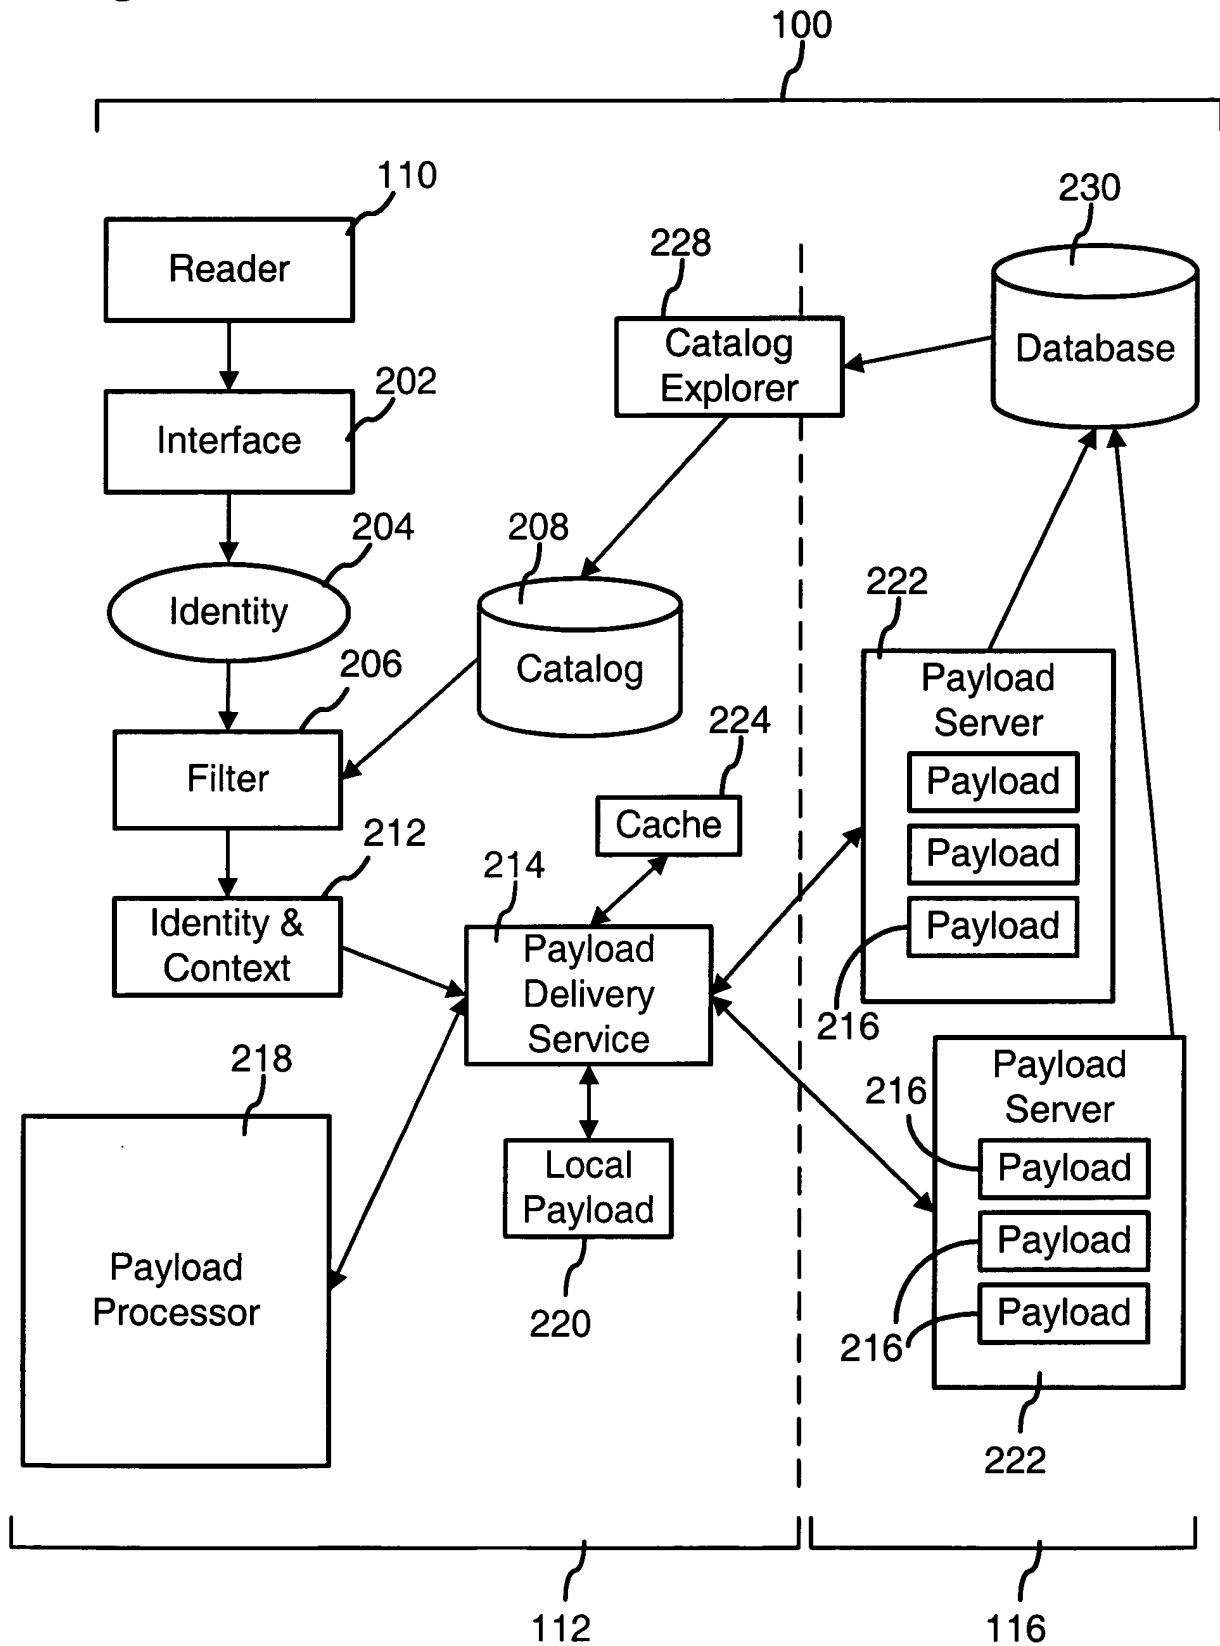 100
110
Reader
230
Database
228
Catalog
Explorer
202
Interface
204
Identity
208
Catalog
206
Filter
222
Payload
Server
Payload
Payload
Payload
216
224
Cache
212
Identity &
Context
214
Payload
Delivery
Service
218
Payload
Processor
Local
Payload
220
Payload
Server
216
Payload
Payload
Payload
216
222
112
116